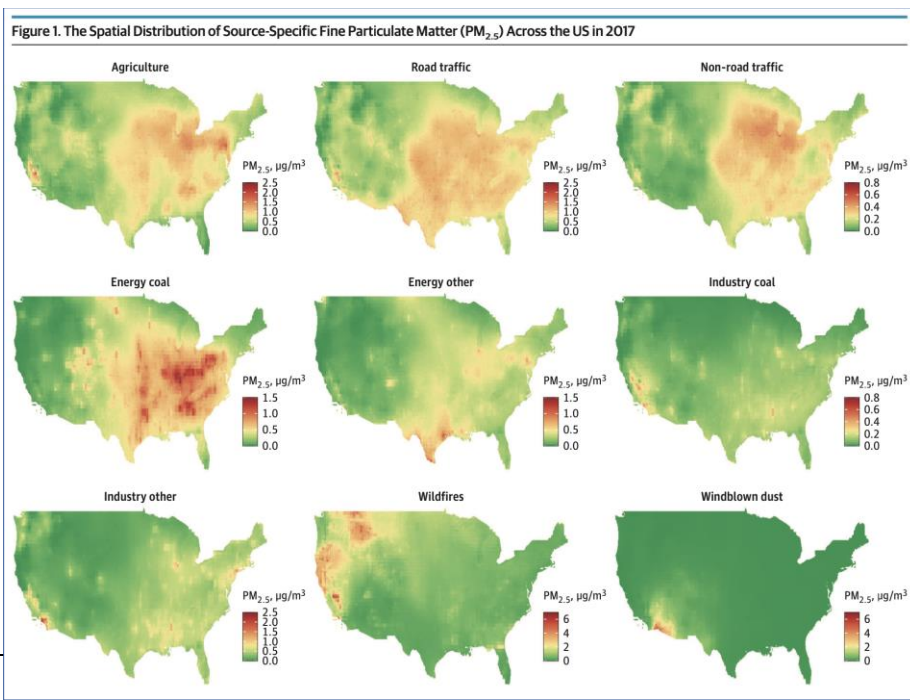 Figure 1. The Spatial Distribution of Source-Specific Fine Particulate Matter (PM2.5) Across the US in 2017
Agriculture
PM2.5, μg/m3
2.5
2.0
1.5
1.0
0.5
0.0
Road traffic
PM2.5, μg/m3
2.5
2.0
1.5
1.0
0.5
0.0
Non-road traffic
PM2.5, μg/m3
0.8
0.6
0.4
0.2
0.0
Energy coal
PM2.5, μg/m3
1.5
1.0
0.5
0.0
Energy other
PM2.5, μg/m3
1.5
1.0
0.5
0.0
Industry coal
PM2.5, μg/m3
0.8
0.6
0.4
0.2
0.0
Industry other
PM2.5, μg/m3
2.5
2.0
1.5
1.0
0.5
0.0
Wildfires
PM2.5, μg/m3
6
4
2
0
Windblown dust
PM2.5, μg/m3
6
4
2
0